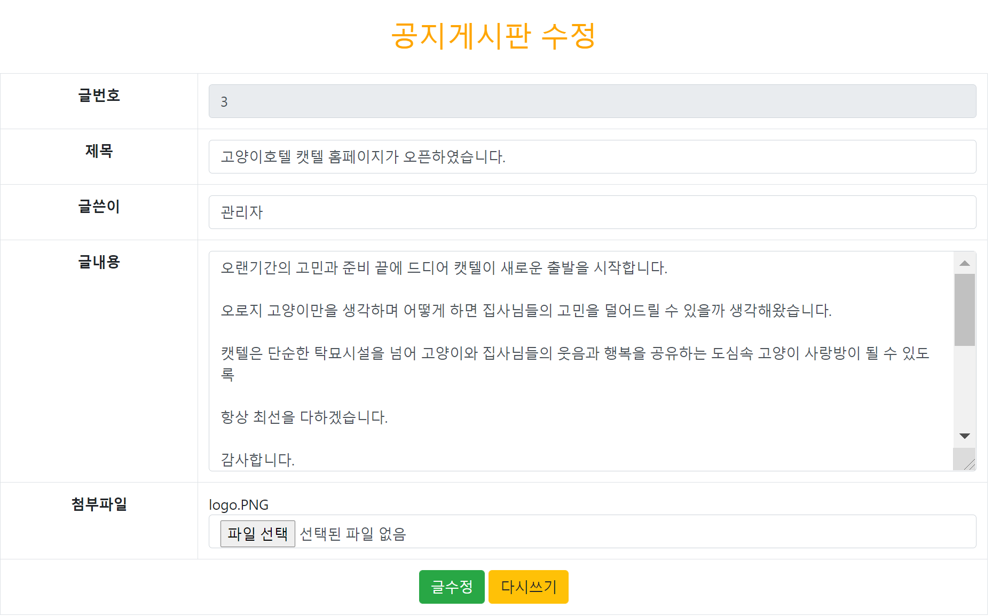 공지게시판 수정
글번호
3
제목
고양이호텔 캣텔 홈페이지가 오픈하였습니다.
글쓴이
관리자
글내용
오랜기간의 고민과 준비 끝에 드디어 캣텔이 새로운 출발을 시작합니다.
오로지 고양이만을 생각하며 어떻게 하면 집사님들의 고민을 덜어드릴 수 있을까 생각해왔습니다.
캣텔은 단순한 탁묘시설을 넘어 고양이와 집사님들의 웃음과 행복을 공유하는 도심속 고양이 사랑방이 될 수 있도
록
항상 최선을 다하겠습니다.
감사합니다.
첨부파일
logo.PNG
파일 선택 선택된 파일 없음
글수정 다시쓰기